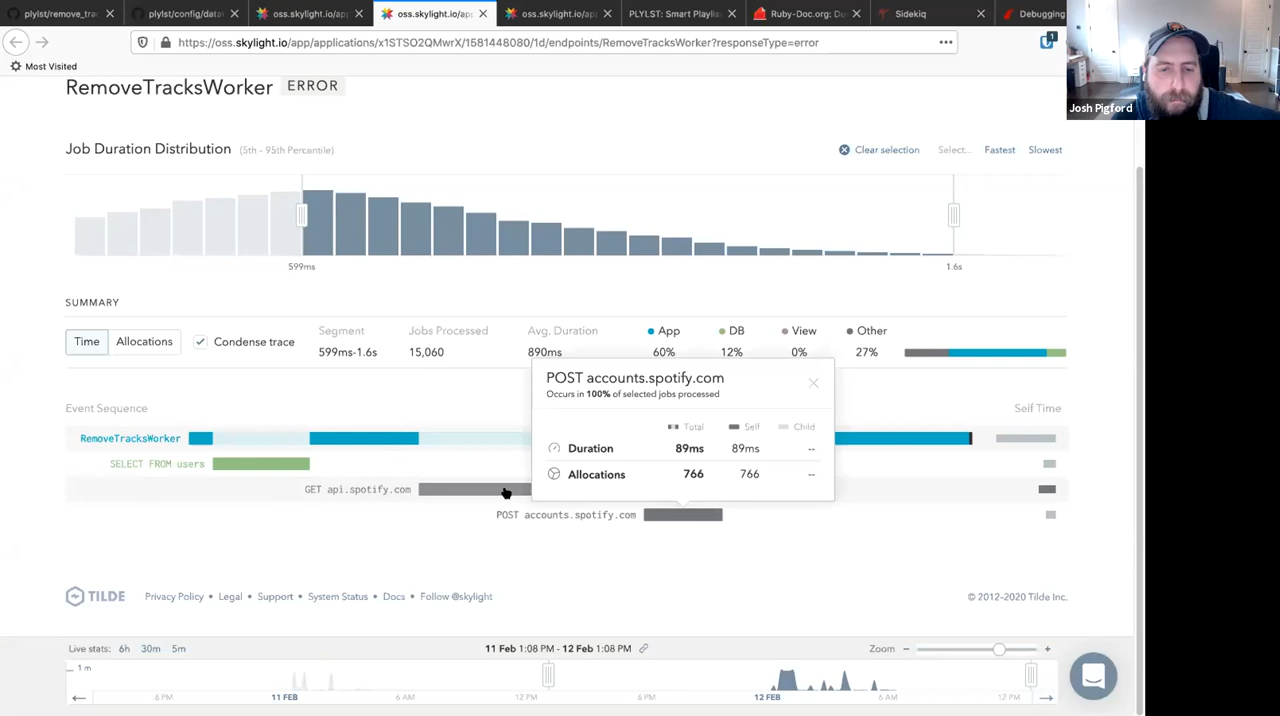 plylst/remove_tra
plylst/config/datal
oss.skylight.io/ap
oss.skylight.io/ap
oss.skylight.io/ap
PLYLST: Smart Playlis
Ruby-Doc.org: Du
Sidekiq
Debugging
https://oss.skylight.io/app/applications/x1STSO2QMwrX/1581448080/1d/endpoints/RemoveTracksWorker?responseType=error
1
Most Visited
Josh Pigford
RemoveTracksWorker ERROR
Job Duration Distribution (5th - 95th Percentile)
Clear selection Select... Fastest Slowest
599ms 1.6s
SUMMARY
Time Allocations Condense trace
Segment Jobs Processed Avg. Duration App DB View Other
599ms-1.6s 15,060 890ms 60% 12% 0% 27%
POST accounts.spotify.com
Occurs in 100% of selected jobs processed
Total Self Child
Duration 89ms 89ms --
Allocations 766 766 --
Event Sequence Self Time
RemoveTracksWorker
SELECT FROM users
GET api.spotify.com
POST accounts.spotify.com
TILDE Privacy Policy • Legal • Support • System Status • Docs • Follow @skylight © 2012-2020 Tilde Inc.
Live stats: 6h 30m 5m 11 FEB 1:08 PM - 12 FEB 1:08 PM Zoom − +
1 m
6 PM 11 FEB 6 AM 12 PM 6 PM 12 FEB 6 AM 12 PM